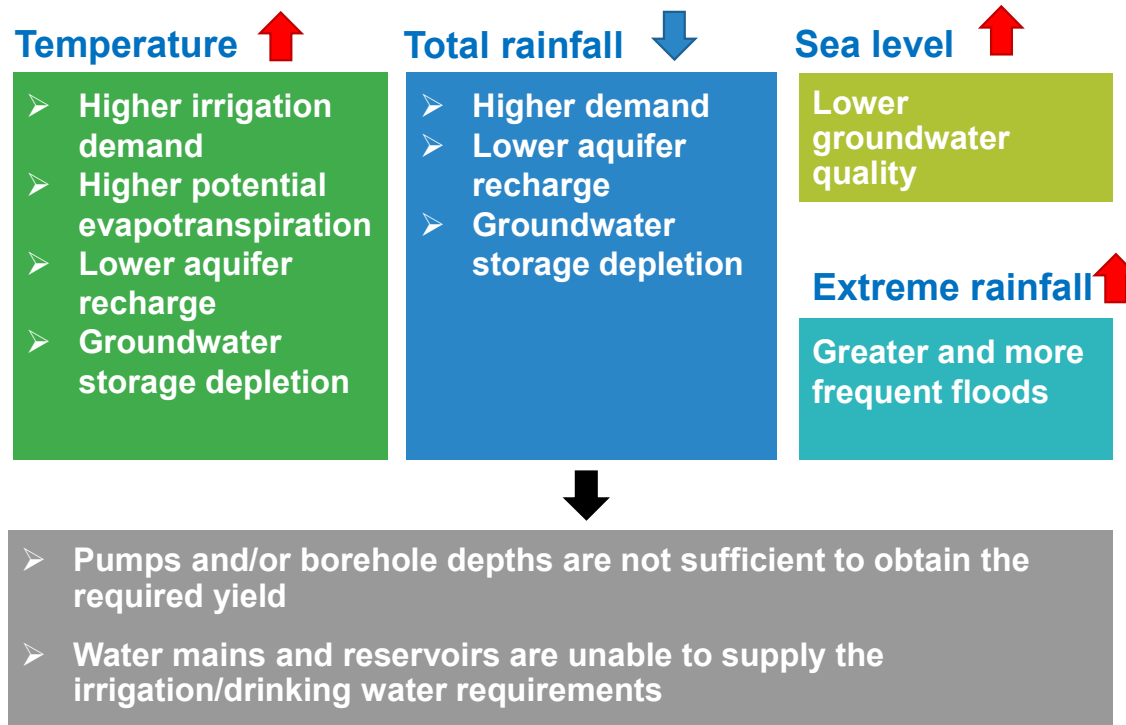 Temperature
➢ Higher irrigation
demand
➢ Higher potential
evapotranspiration
➢ Lower aquifer
recharge
➢ Groundwater
storage depletion
Total rainfall
➢ Higher demand
➢ Lower aquifer
recharge
➢ Groundwater
storage depletion
Sea level
Lower
groundwater
quality
Extreme rainfall
Greater and more
frequent floods
➢ Pumps and/or borehole depths are not sufficient to obtain the
required yield
➢ Water mains and reservoirs are unable to supply the
irrigation/drinking water requirements